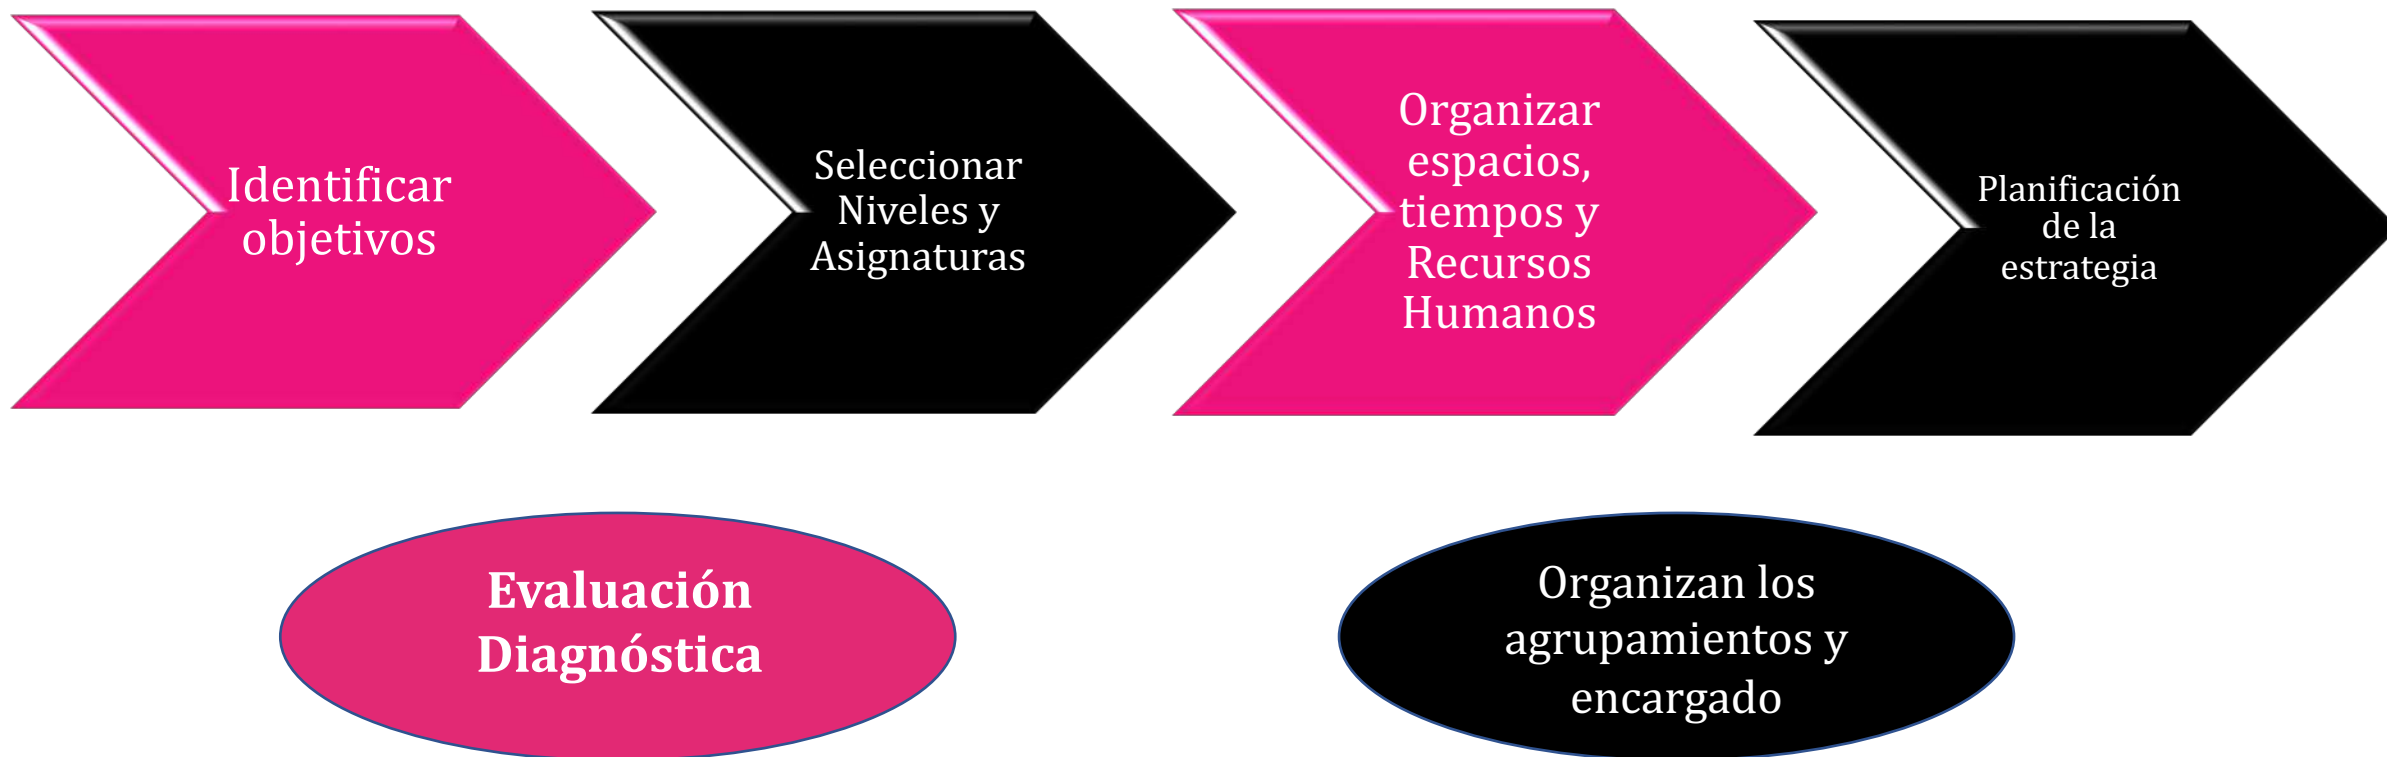 Identificar
objetivos
Seleccionar
Niveles y
Asignaturas
Organizar
espacios,
tiempos y
Recursos
Humanos
Planificación
de la
estrategia
Evaluación
Diagnóstica
Organizan los
agrupamientos y
encargado